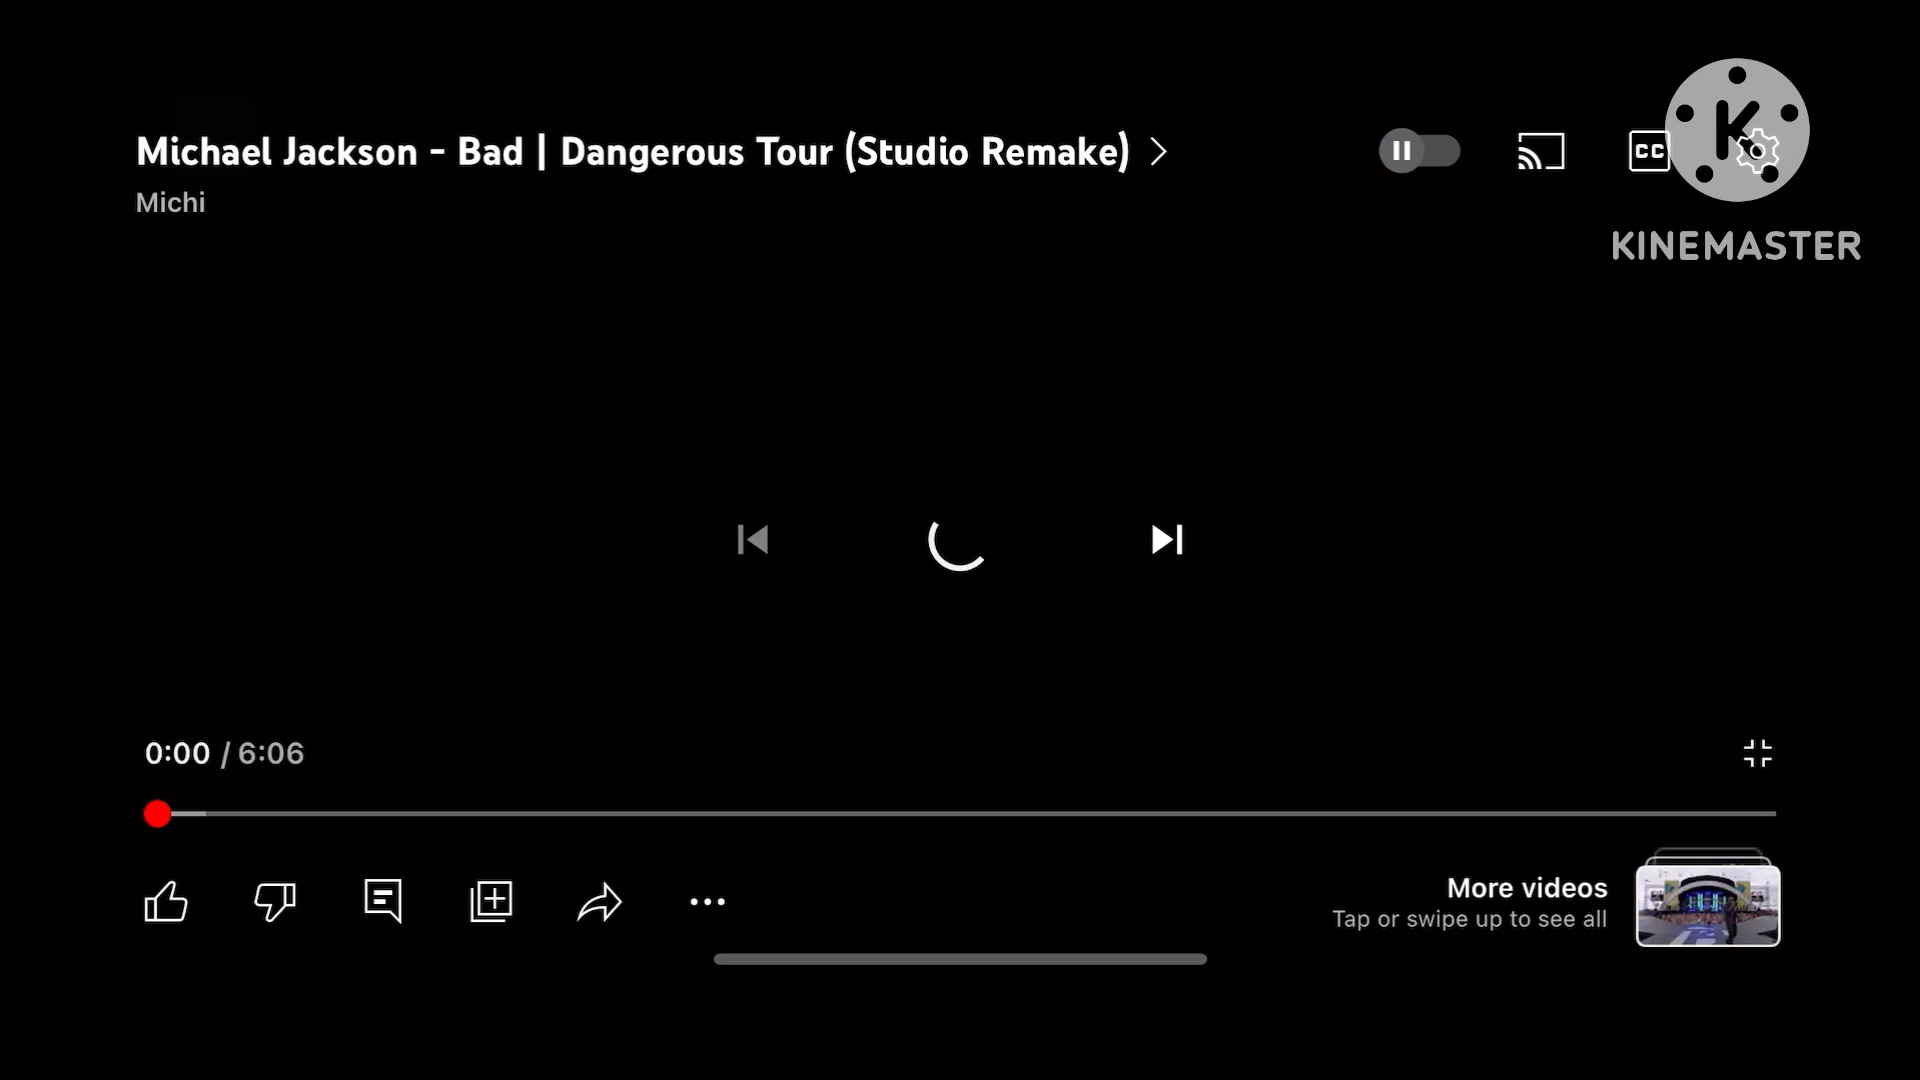 Michael Jackson - Bad | Dangerous Tour (Studio Remake)
Michi
CC
K
KINEMASTER
0:00 / 6:06
More videos
Tap or swipe up to see all